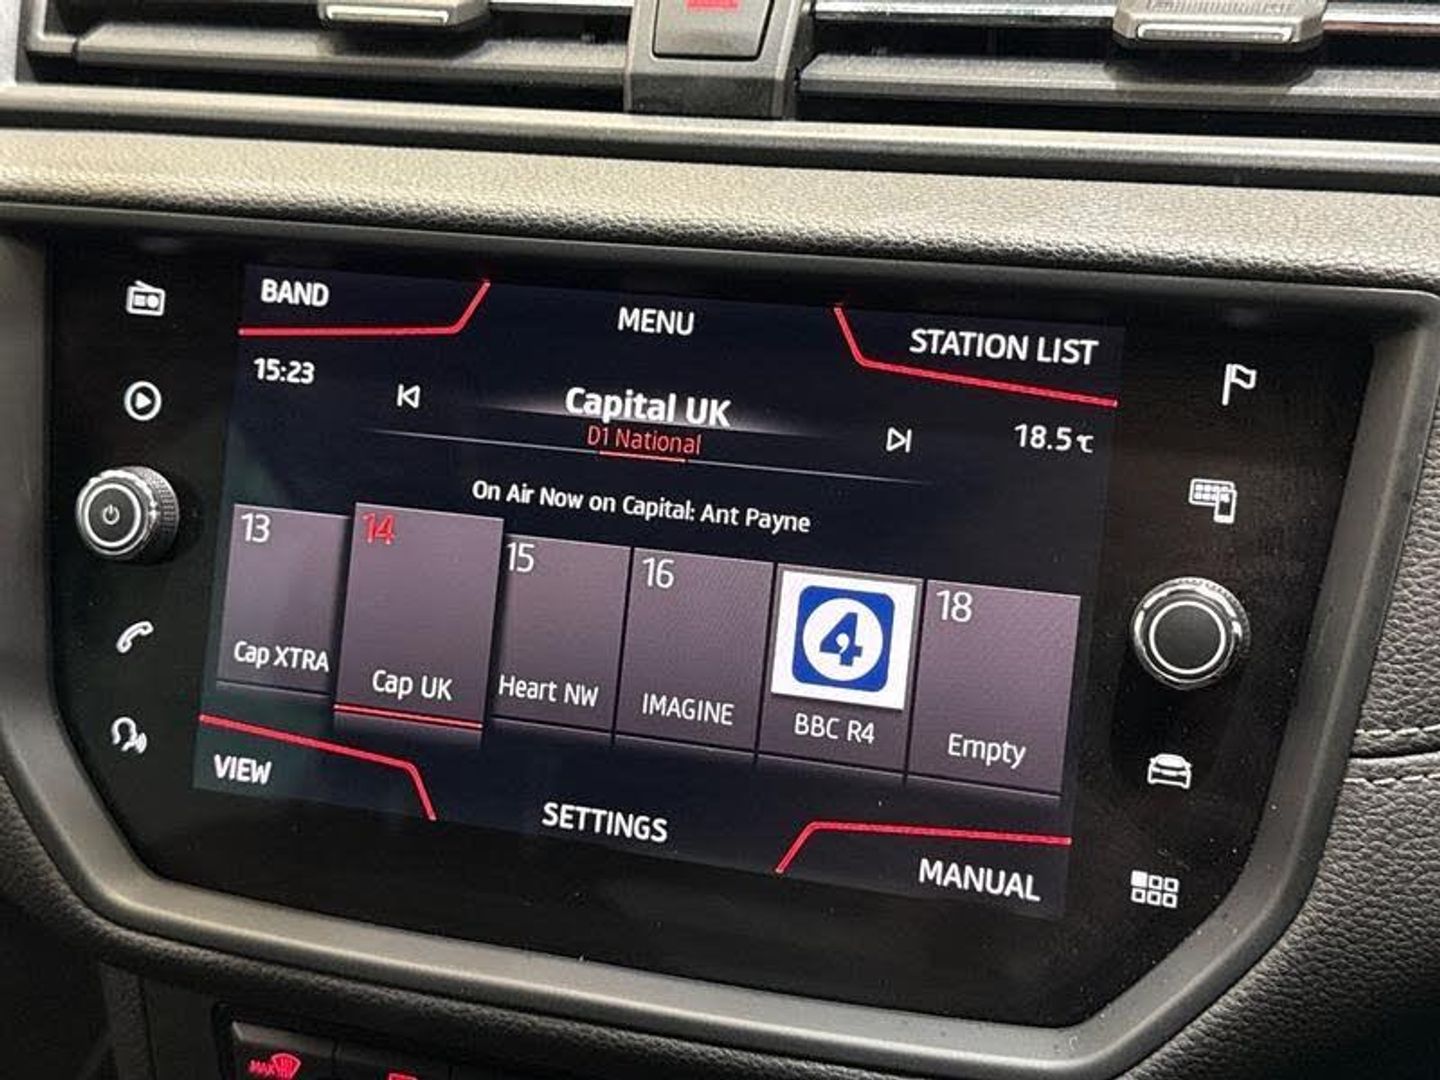 BAND
MENU
STATION LIST
15:23
Capital UK
18.5℃
D1 National
On Air Now on Capital: Ant Payne
13
14
15
16
4
18
Cap XTRA
Cap UK
Heart NW
IMAGINE
BBC R4
Empty
VIEW
SETTINGS
MANUAL
MAX